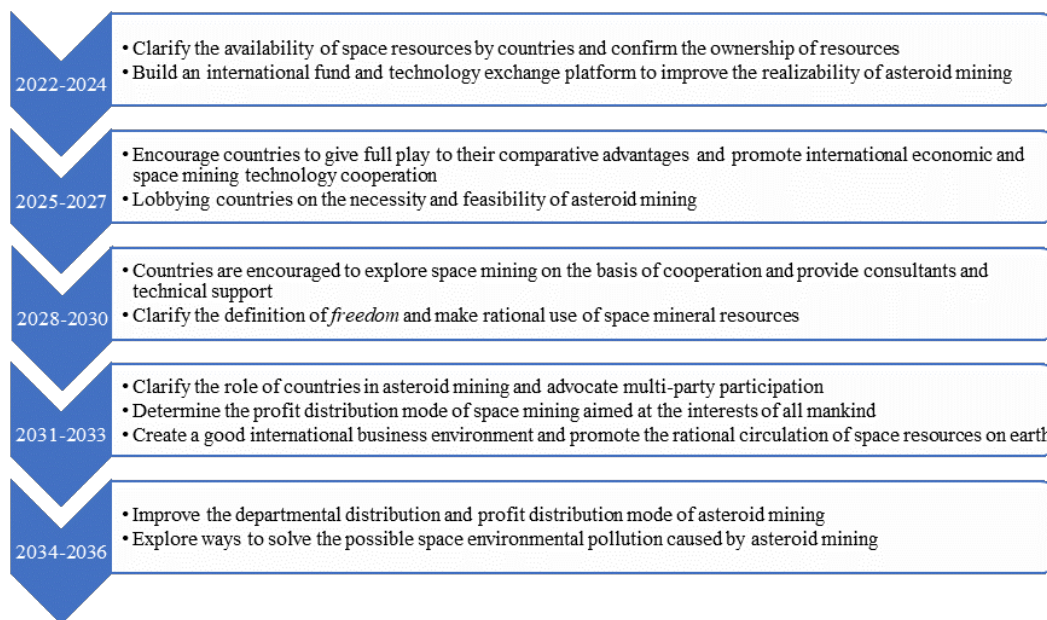 2022-2024
• Clarify the availability of space resources by countries and confirm the ownership of resources
• Build an international fund and technology exchange platform to improve the realizability of asteroid mining
2025-2027
• Encourage countries to give full play to their comparative advantages and promote international economic and
space mining technology cooperation
• Lobbying countries on the necessity and feasibility of asteroid mining
2028-2030
• Countries are encouraged to explore space mining on the basis of cooperation and provide consultants and
technical support
• Clarify the definition of freedom and make rational use of space mineral resources
2031-2033
• Clarify the role of countries in asteroid mining and advocate multi-party participation
• Determine the profit distribution mode of space mining aimed at the interests of all mankind
• Create a good international business environment and promote the rational circulation of space resources on earth
2034-2036
• Improve the departmental distribution and profit distribution mode of asteroid mining
• Explore ways to solve the possible space environmental pollution caused by asteroid mining